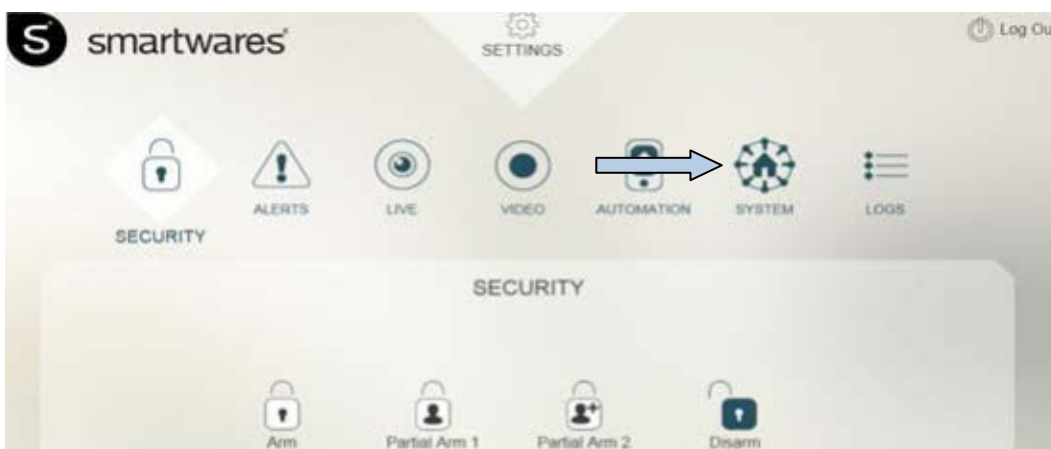 S smartwares
SETTINGS
Log Ou
ALERTS
LIVE
VIDEO
AUTOMATION
SYSTEM
LOGS
SECURITY
SECURITY
Arm
Partial Arm 1
Partial Arm 2
Disarm